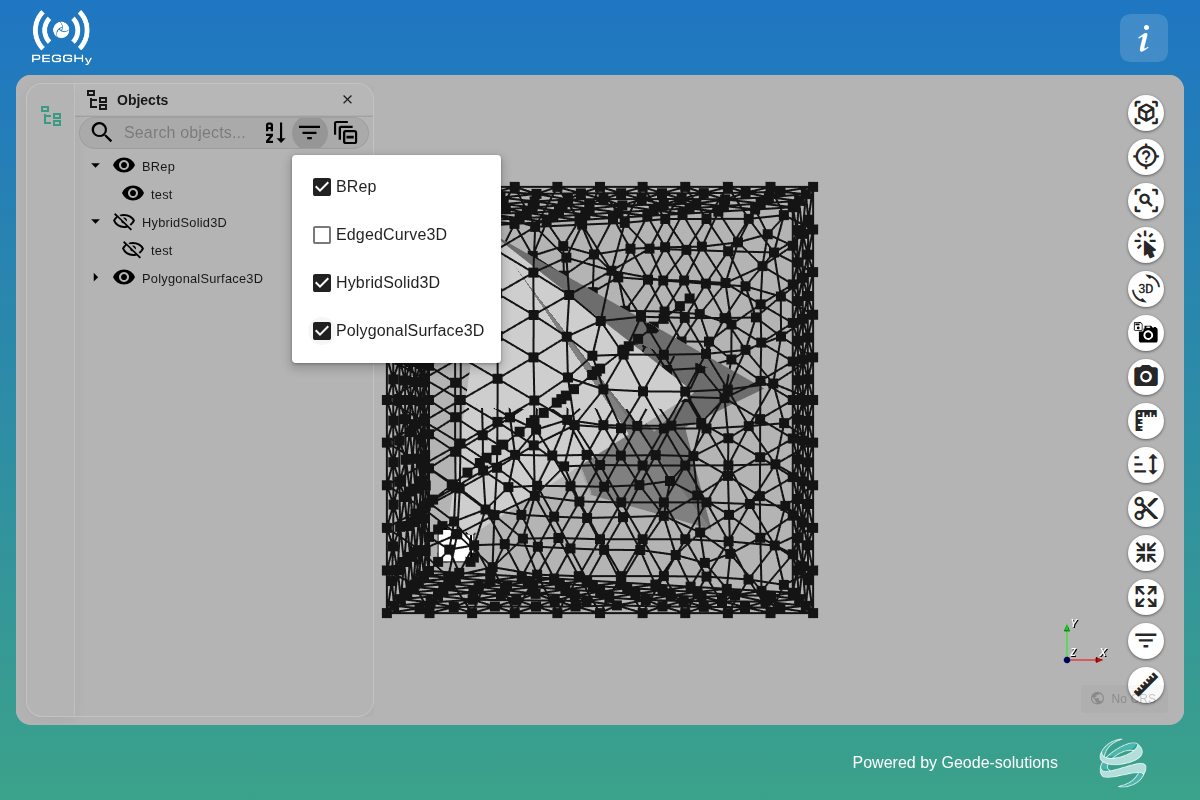 PEGGHy
i
Objects
Search objects...
A
Z
BRep
test
HybridSolid3D
test
PolygonalSurface3D
BRep
EdgedCurve3D
HybridSolid3D
PolygonalSurface3D
3D
Y
Z
X
No CRS
Powered by Geode-solutions